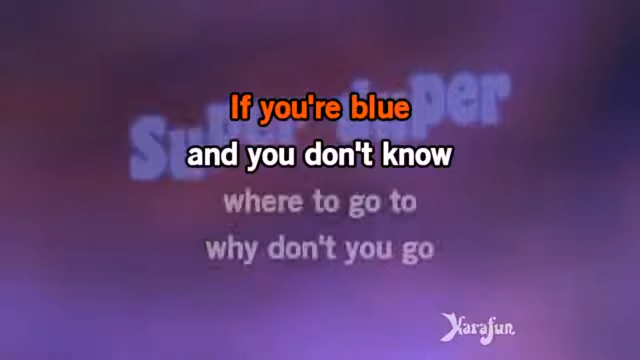 Super duper
If you're blue
and you don't know
where to go to
why don't you go
Karafun